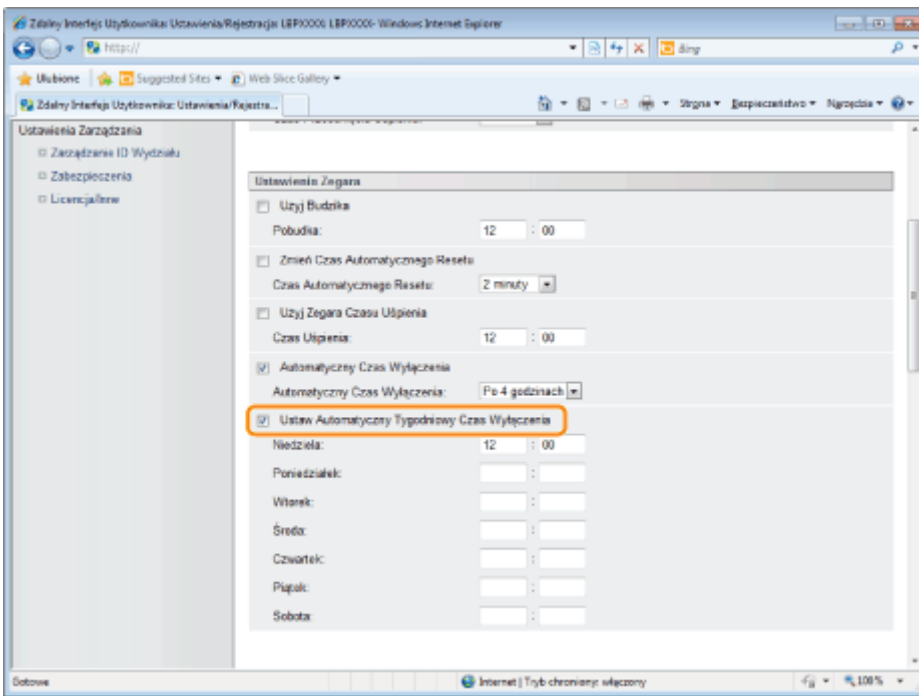 Zdalny Interfejs Użytkownika: Ustawienia/Rejestracja: LBPXXXX: LBPXXXX- Windows Internet Explorer
https://
Bing
Ulubione Suggested Sites Web Slice Gallery
Zdalny Interfejs Użytkownika: Ustawienia/Rejestra... Strona Bezpieczeństwo Narzędzia
Ustawienia Zarządzania
Zarządzanie ID Wydziału
Zabezpieczenia
Licencja/Inne
Ustawienia Zegara
Użyj Budzika
Pobudka: 12 : 00
Zmień Czas Automatycznego Resetu
Czas Automatycznego Resetu: 2 minuty
Użyj Zegara Czasu Uśpienia
Czas Uśpienia: 12 : 00
Automatyczny Czas Wyłączenia
Automatyczny Czas Wyłączenia: Po 4 godzinach
Ustaw Automatyczny Tygodniowy Czas Wyłączenia
Niedziela: 12 : 00
Poniedziałek: :
Wtorek: :
Środa: :
Czwartek: :
Piątek: :
Sobota: :
Gotowe Internet | Tryb chroniony: włączony 100%